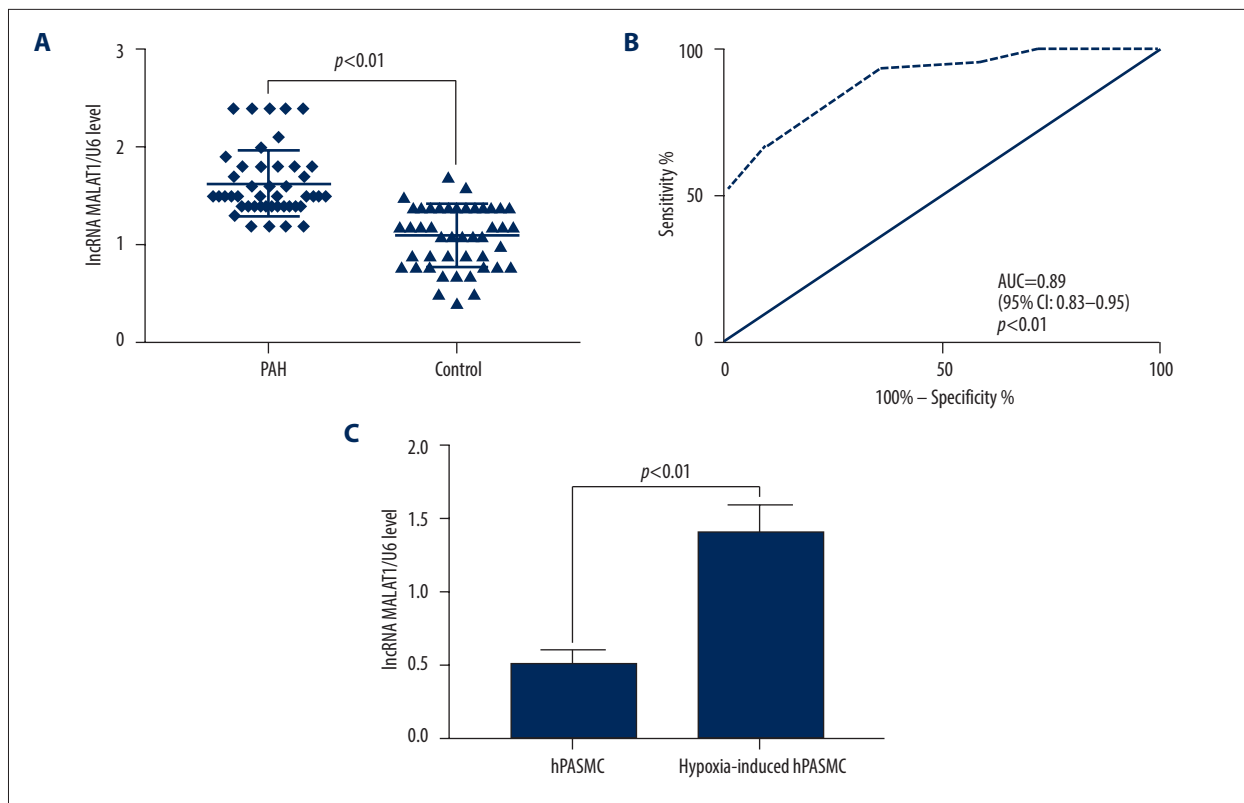 A
3
2
1
0
lncRNA MALAT1/U6 level
p<0.01
PAH
Control
B
100
50
0
Sensitivity %
AUC=0.89
(95% CI: 0.83–0.95)
p<0.01
0
50
100
100% – Specificity %
C
2.0
1.5
1.0
0.5
0.0
lncRNA MALAT1/U6 level
p<0.01
hPASMC
Hypoxia-induced hPASMC